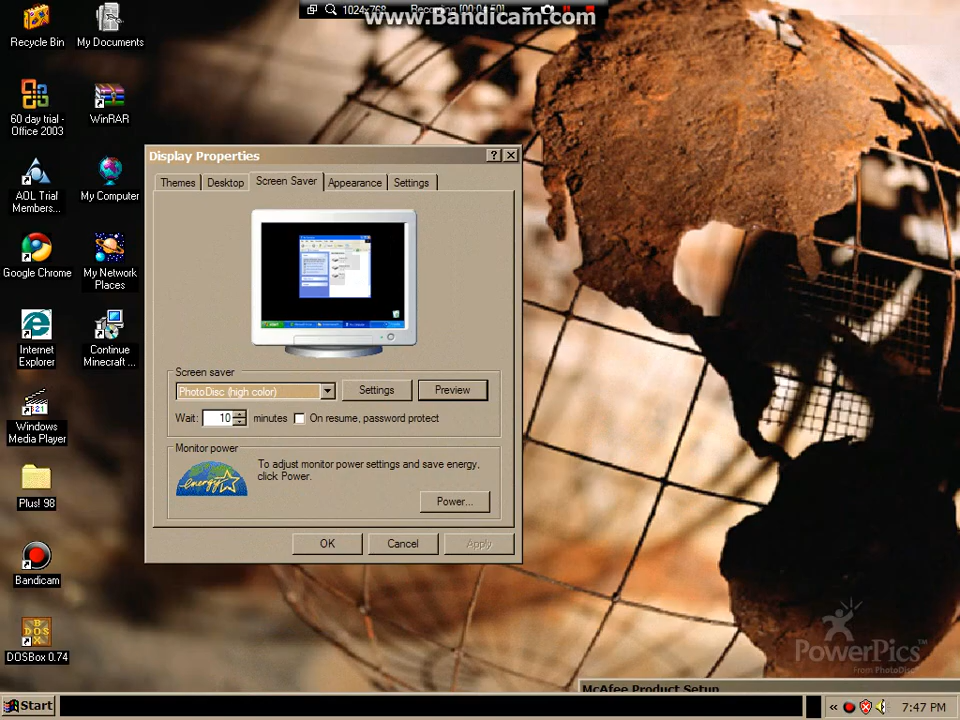 1024x768
Recording
www.Bandicam.com
Recycle Bin
My Documents
60 day trial -
Office 2003
WinRAR
AOL Trial
Members...
My Computer
Google Chrome
My Network
Places
Internet
Explorer
Continue
Minecraft ...
Windows
Media Player
Plus! 98
Bandicam
DOSBox 0.74
Display Properties
Themes
Desktop
Screen Saver
Appearance
Settings
Screen saver
PhotoDisc (high color)
Settings
Preview
Wait:
10
minutes
On resume, password protect
Monitor power
energy
To adjust monitor power settings and save energy,
click Power.
Power...
OK
Cancel
Apply
PowerPics™
From PhotoDisc
McAfee Product Setup
Start
7:47 PM